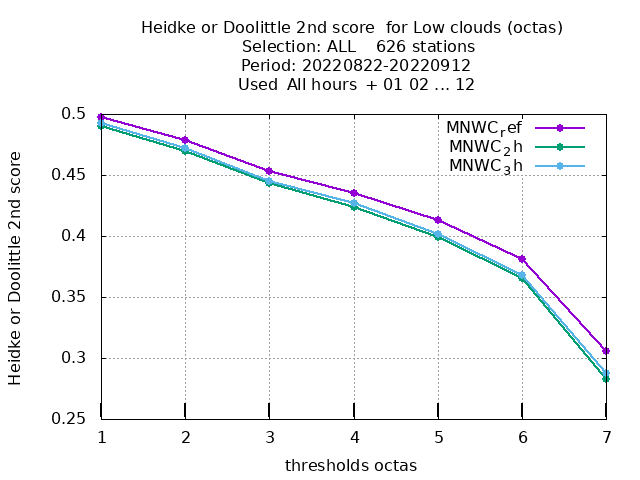 Heidke or Doolittle 2nd score  for Low clouds (octas)
Selection: ALL    626 stations
Period: 20220822-20220912
Used  All hours  + 01 02 ... 12
MNWC_ref
MNWC_2h
MNWC_3h
Heidke or Doolittle 2nd score
0.5
0.45
0.4
0.35
0.3
0.25
1 2 3 4 5 6 7
thresholds octas